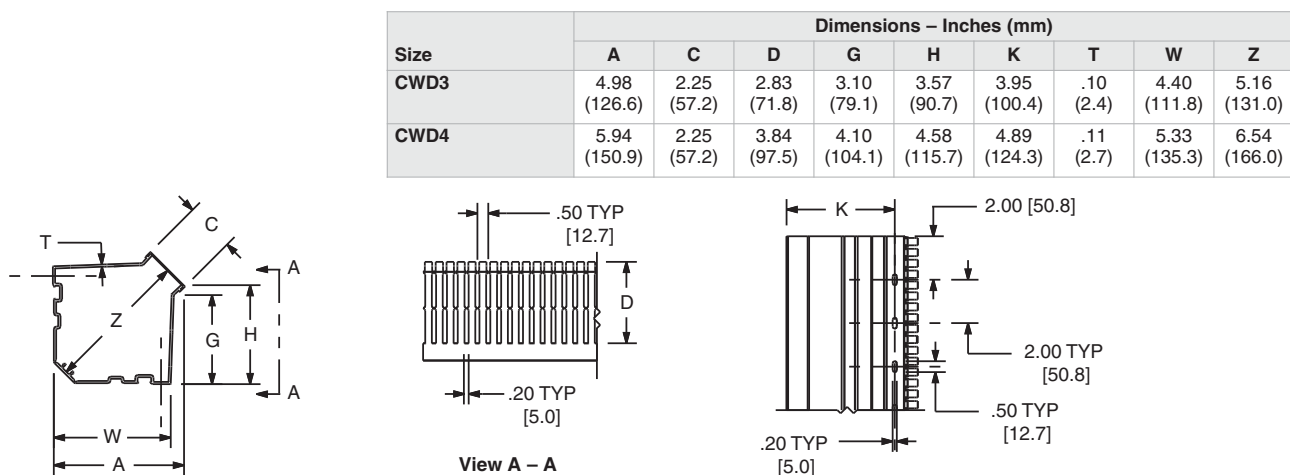 Dimensions – Inches (mm)
Size A C D G H K T W Z
CWD3 4.98 2.25 2.83 3.10 3.57 3.95 .10 4.40 5.16
(126.6) (57.2) (71.8) (79.1) (90.7) (100.4) (2.4) (111.8) (131.0)
CWD4 5.94 2.25 3.84 4.10 4.58 4.89 .11 5.33 6.54
(150.9) (57.2) (97.5) (104.1) (115.7) (124.3) (2.7) (135.3) (166.0)
T
C
A
Z
G
H
A
W
A
.50 TYP
[12.7]
D
.20 TYP
[5.0]
View A – A
K
2.00 [50.8]
2.00 TYP
[50.8]
.50 TYP
[12.7]
.20 TYP
[5.0]